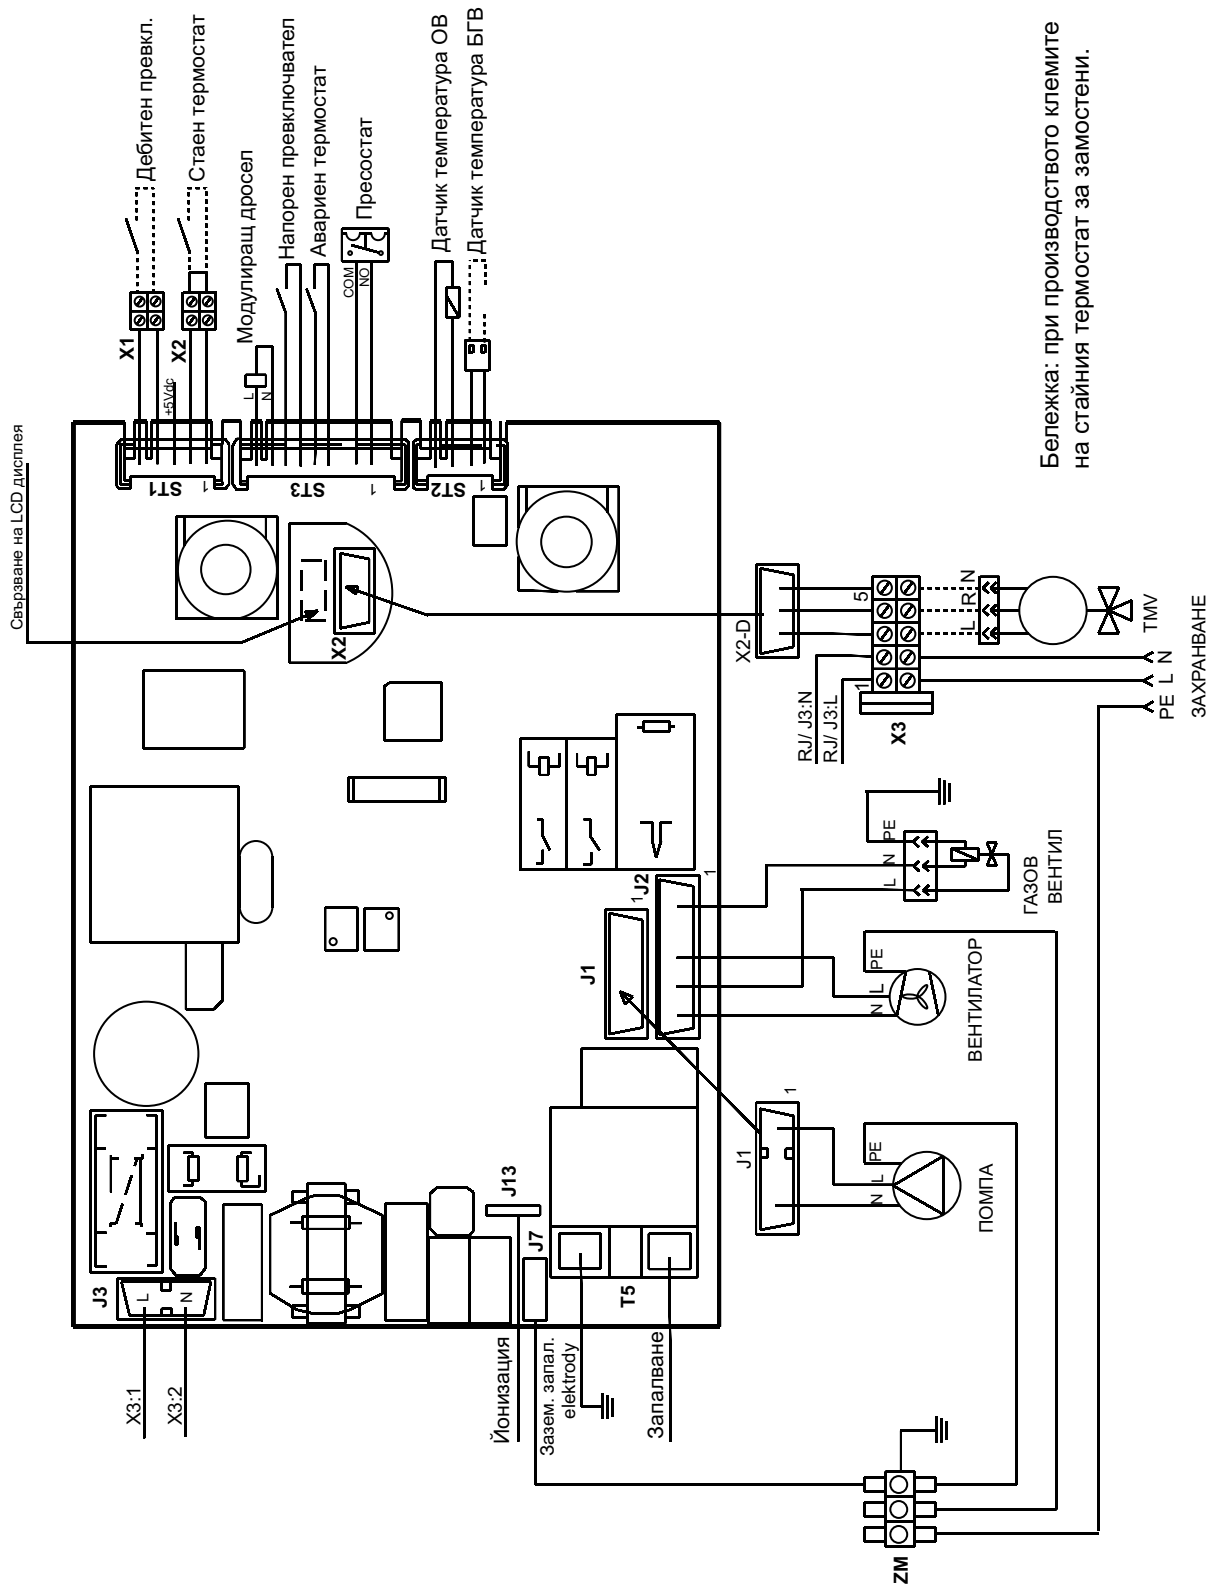 Свързване на LCD дисплея
X1
Дебитен превкл.
X2
Стаен термостат
+5Vdc
ST1
1
Модулиращ дросел
L
N
Напорен превключвател
Авариен термостат
COM
NO
Пресостат
ST3
1
Датчик температура ОВ
Датчик температура БГВ
ST2
1
X2
J3
L
N
X3:1
X3:2
J13
J7
T5
Йонизация
Зазем. запал.
elektrody
Запалване
J1
1
J2
1
J1
1
N
L
PE
ПОМПА
N
L
PE
ВЕНТИЛАТОР
L
N
PE
ГАЗОВ
ВЕНТИЛ
X2-D
RJ/ J3:N
RJ/ J3:L
1
5
X3
L
R
N
TMV
PE
L
N
ЗАХРАНВАНЕ
ZM
Бележка: при производството клемите
на стайния термостат за замостени.